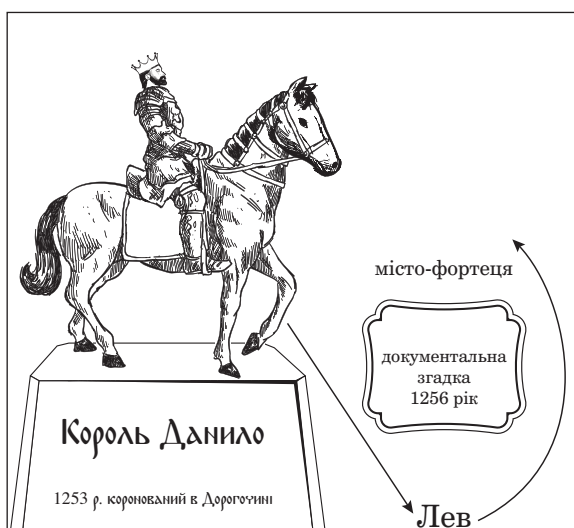 місто-фортеця
документальна
згадка
1256 рік
Король Данило
1253 р. коронований в Дорогочині
Лев